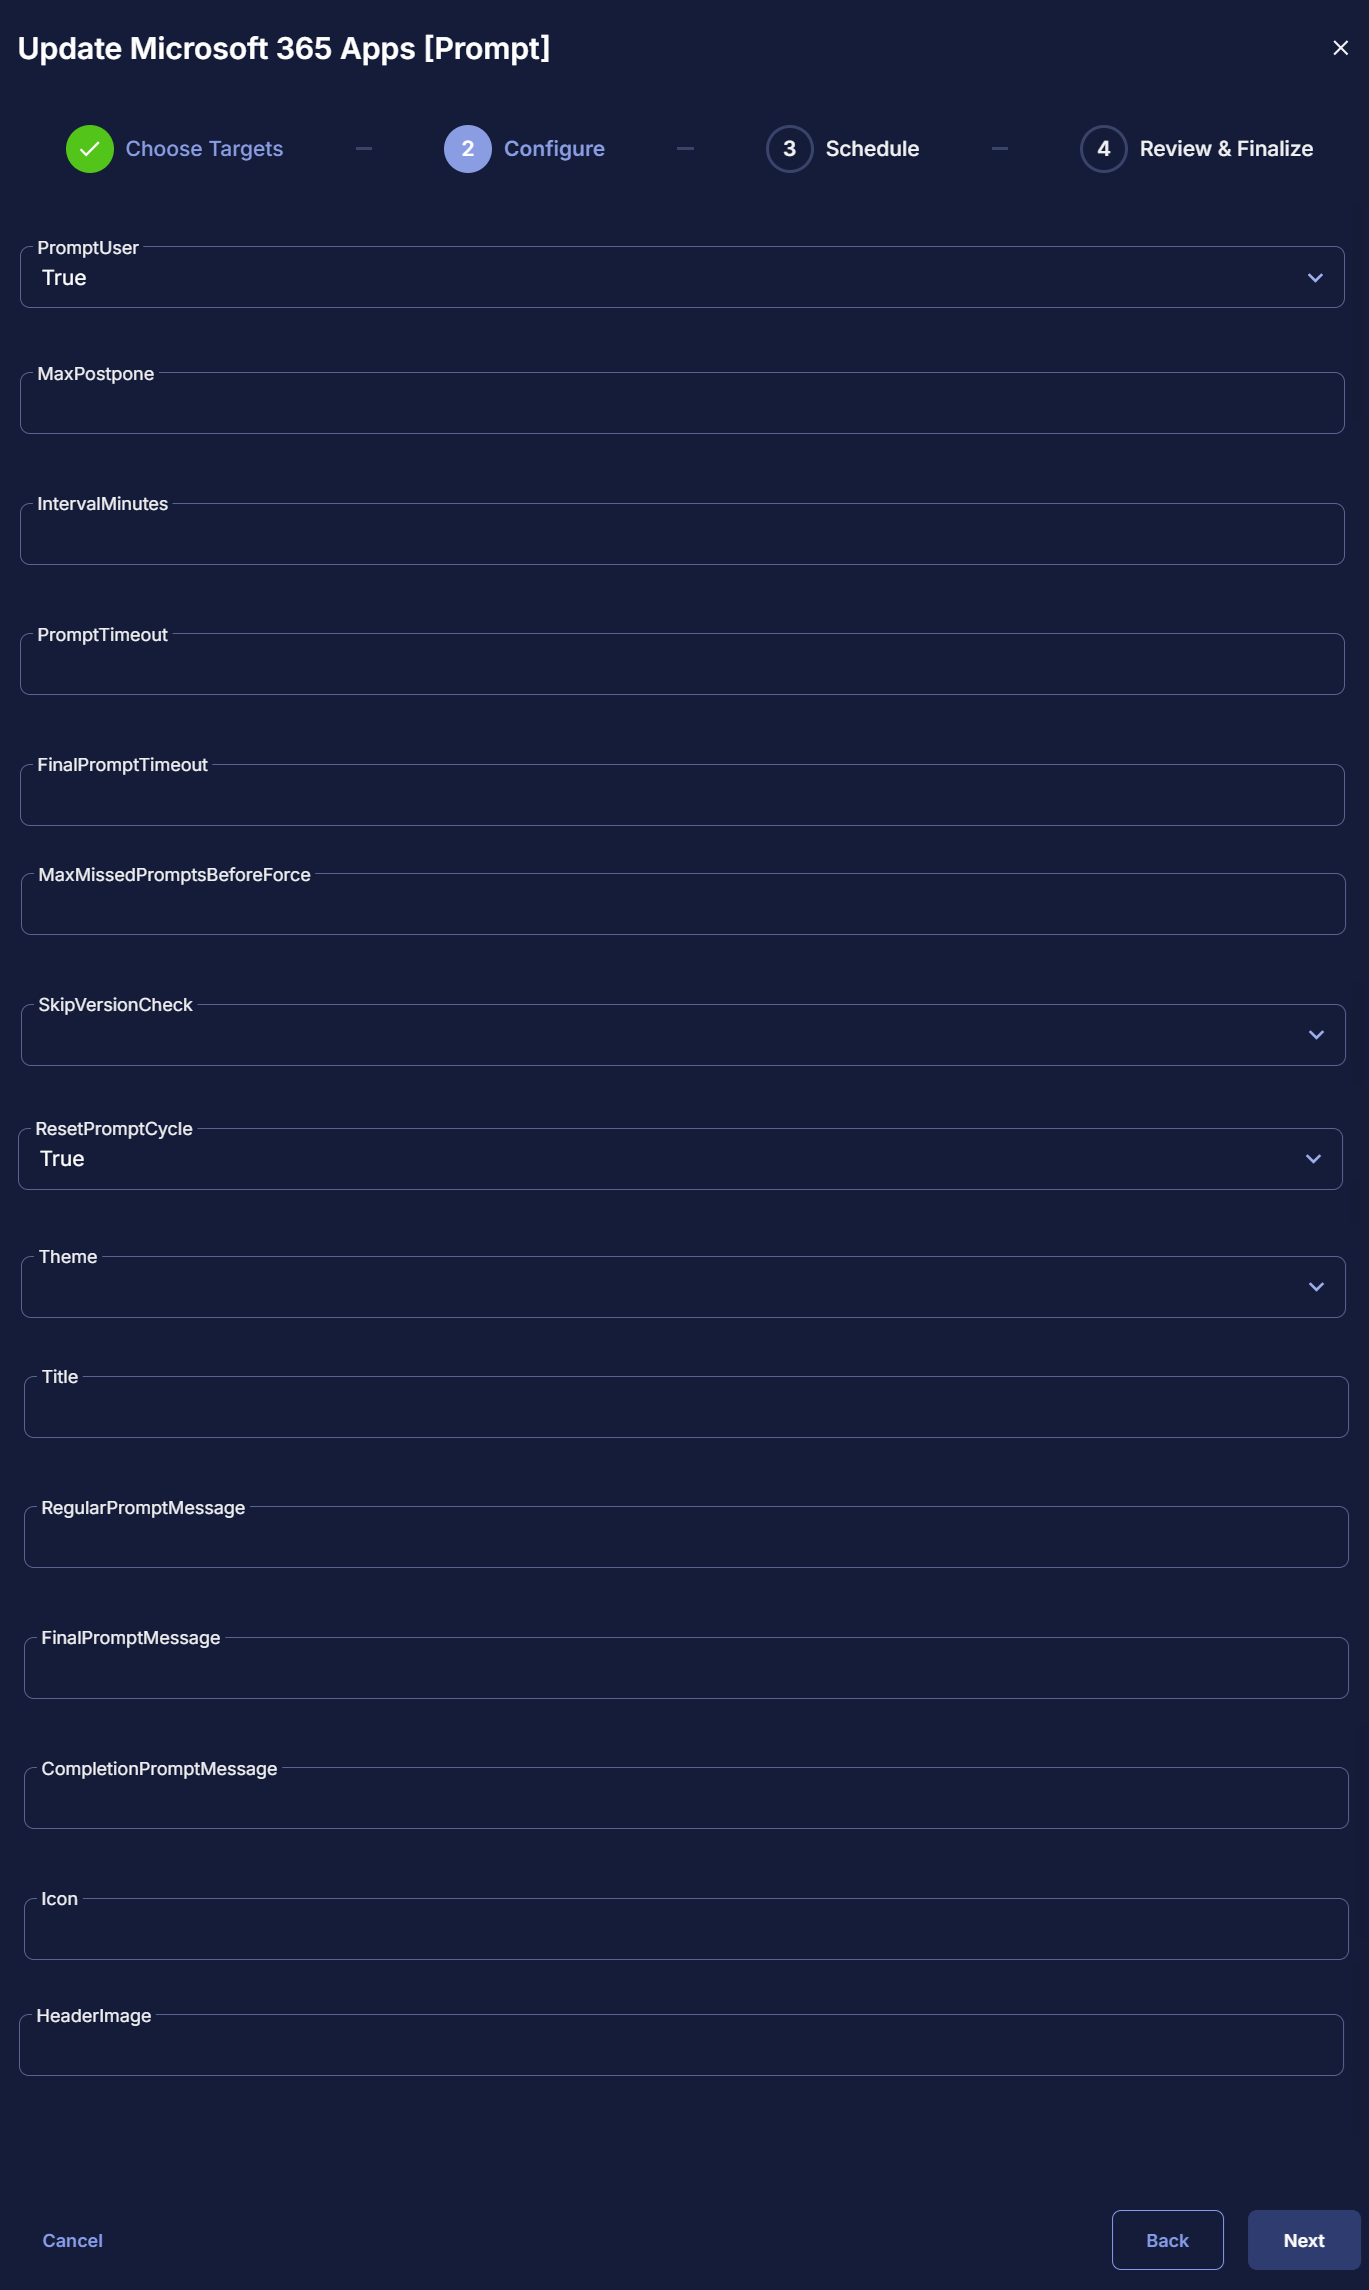 Update Microsoft 365 Apps [Prompt]
Choose Targets
2 Configure
3 Schedule
4 Review & Finalize
PromptUser
True
MaxPostpone
IntervalMinutes
PromptTimeout
FinalPromptTimeout
MaxMissedPromptsBeforeForce
SkipVersionCheck
ResetPromptCycle
True
Theme
Title
RegularPromptMessage
FinalPromptMessage
CompletionPromptMessage
Icon
HeaderImage
Cancel
Back
Next